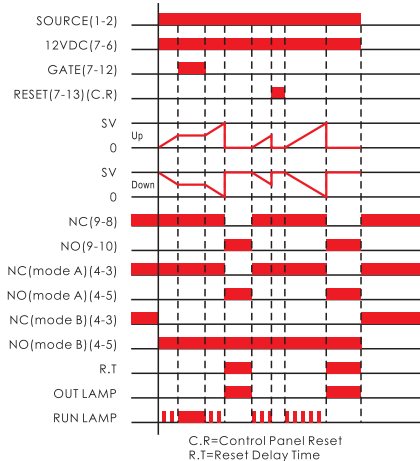 SOURCE(1-2)
12VDC(7-6)
GATE(7-12)
RESET(7-13)(C.R)
SV
Up
0
SV
Down
0
NC(9-8)
NO(9-10)
NC(mode A)(4-3)
NO(mode A)(4-5)
NC(mode B)(4-3)
NO(mode B)(4-5)
R.T
OUT LAMP
RUN LAMP
C.R=Control Panel Reset
R.T=Reset Delay Time